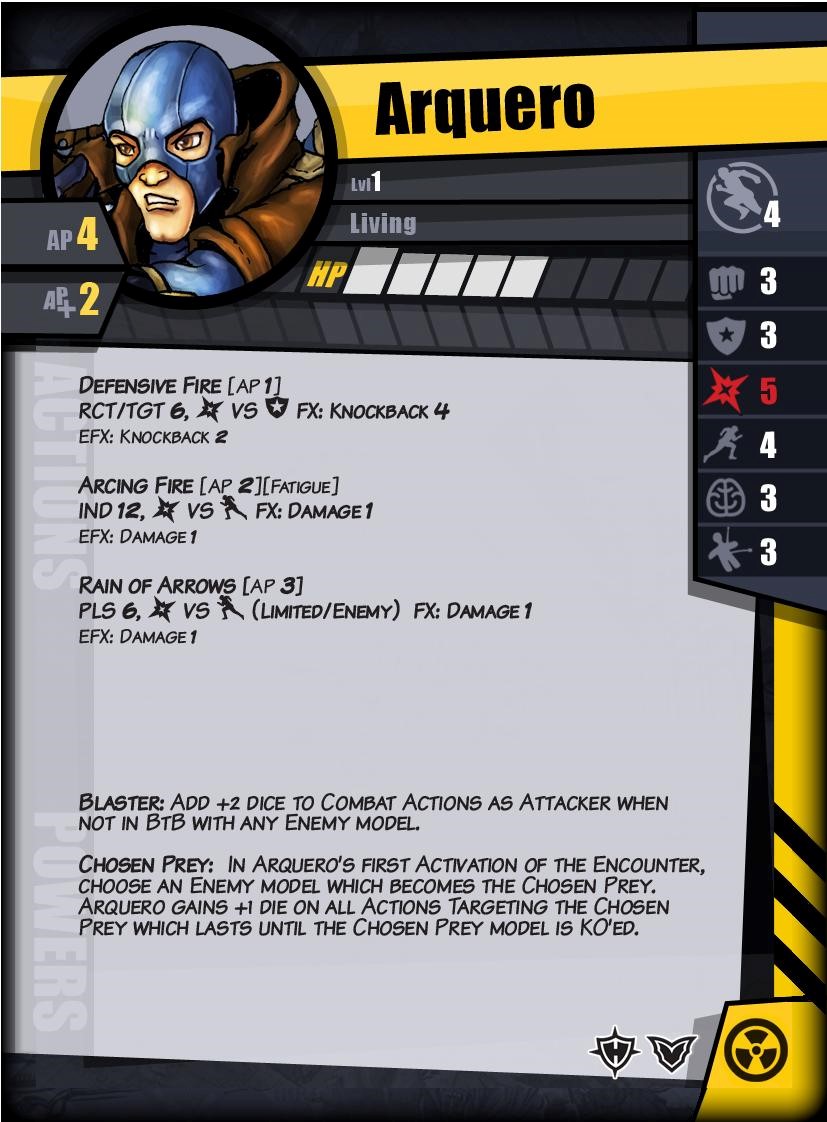 Arquero
Lvl1
Living
AP 4
HP
AP+ 2
4
3
3
5
4
3
3
ACTIONS
DEFENSIVE FIRE [AP 1]
RCT/TGT 6, VS FX: KNOCKBACK 4
EFX: KNOCKBACK 2
ARCING FIRE [AP 2][FATIGUE]
IND 12, VS FX: DAMAGE 1
EFX: DAMAGE 1
RAIN OF ARROWS [AP 3]
PLS 6, VS (LIMITED/ENEMY) FX: DAMAGE 1
EFX: DAMAGE 1
POWERS
BLASTER: ADD +2 DICE TO COMBAT ACTIONS AS ATTACKER WHEN
NOT IN BTB WITH ANY ENEMY MODEL.
CHOSEN PREY: IN ARQUERO'S FIRST ACTIVATION OF THE ENCOUNTER,
CHOOSE AN ENEMY MODEL WHICH BECOMES THE CHOSEN PREY.
ARQUERO GAINS +1 DIE ON ALL ACTIONS TARGETING THE CHOSEN
PREY WHICH LASTS UNTIL THE CHOSEN PREY MODEL IS KO'ED.
H